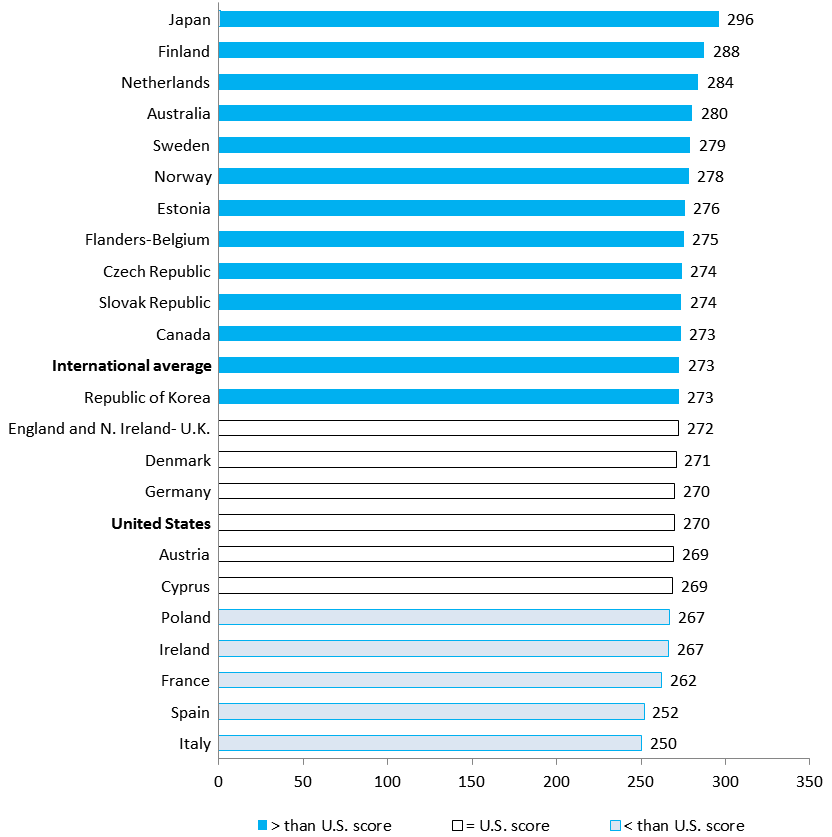 Japan 296
Finland 288
Netherlands 284
Australia 280
Sweden 279
Norway 278
Estonia 276
Flanders-Belgium 275
Czech Republic 274
Slovak Republic 274
Canada 273
International average 273
Republic of Korea 273
England and N. Ireland- U.K. 272
Denmark 271
Germany 270
United States 270
Austria 269
Cyprus 269
Poland 267
Ireland 267
France 262
Spain 252
Italy 250
0 50 100 150 200 250 300 350
> than U.S. score = U.S. score < than U.S. score